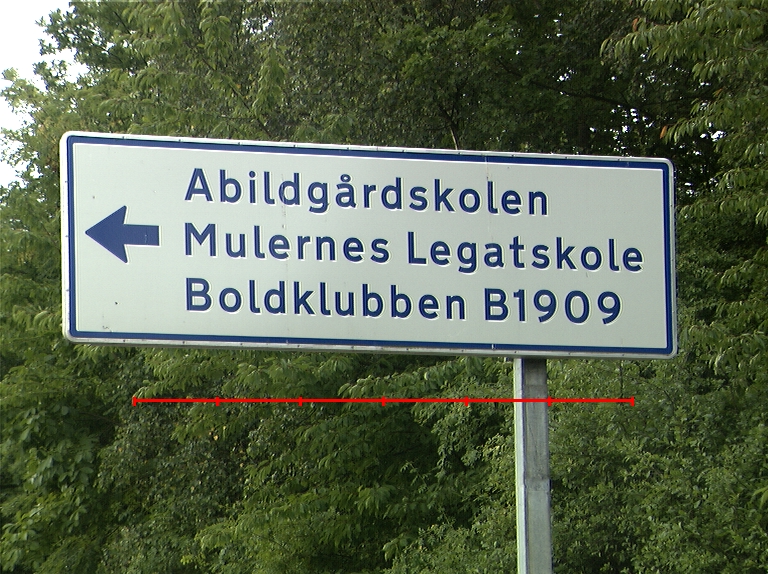 Abildgårdskolen
Mulernes Legatskole
Boldklubben B1909